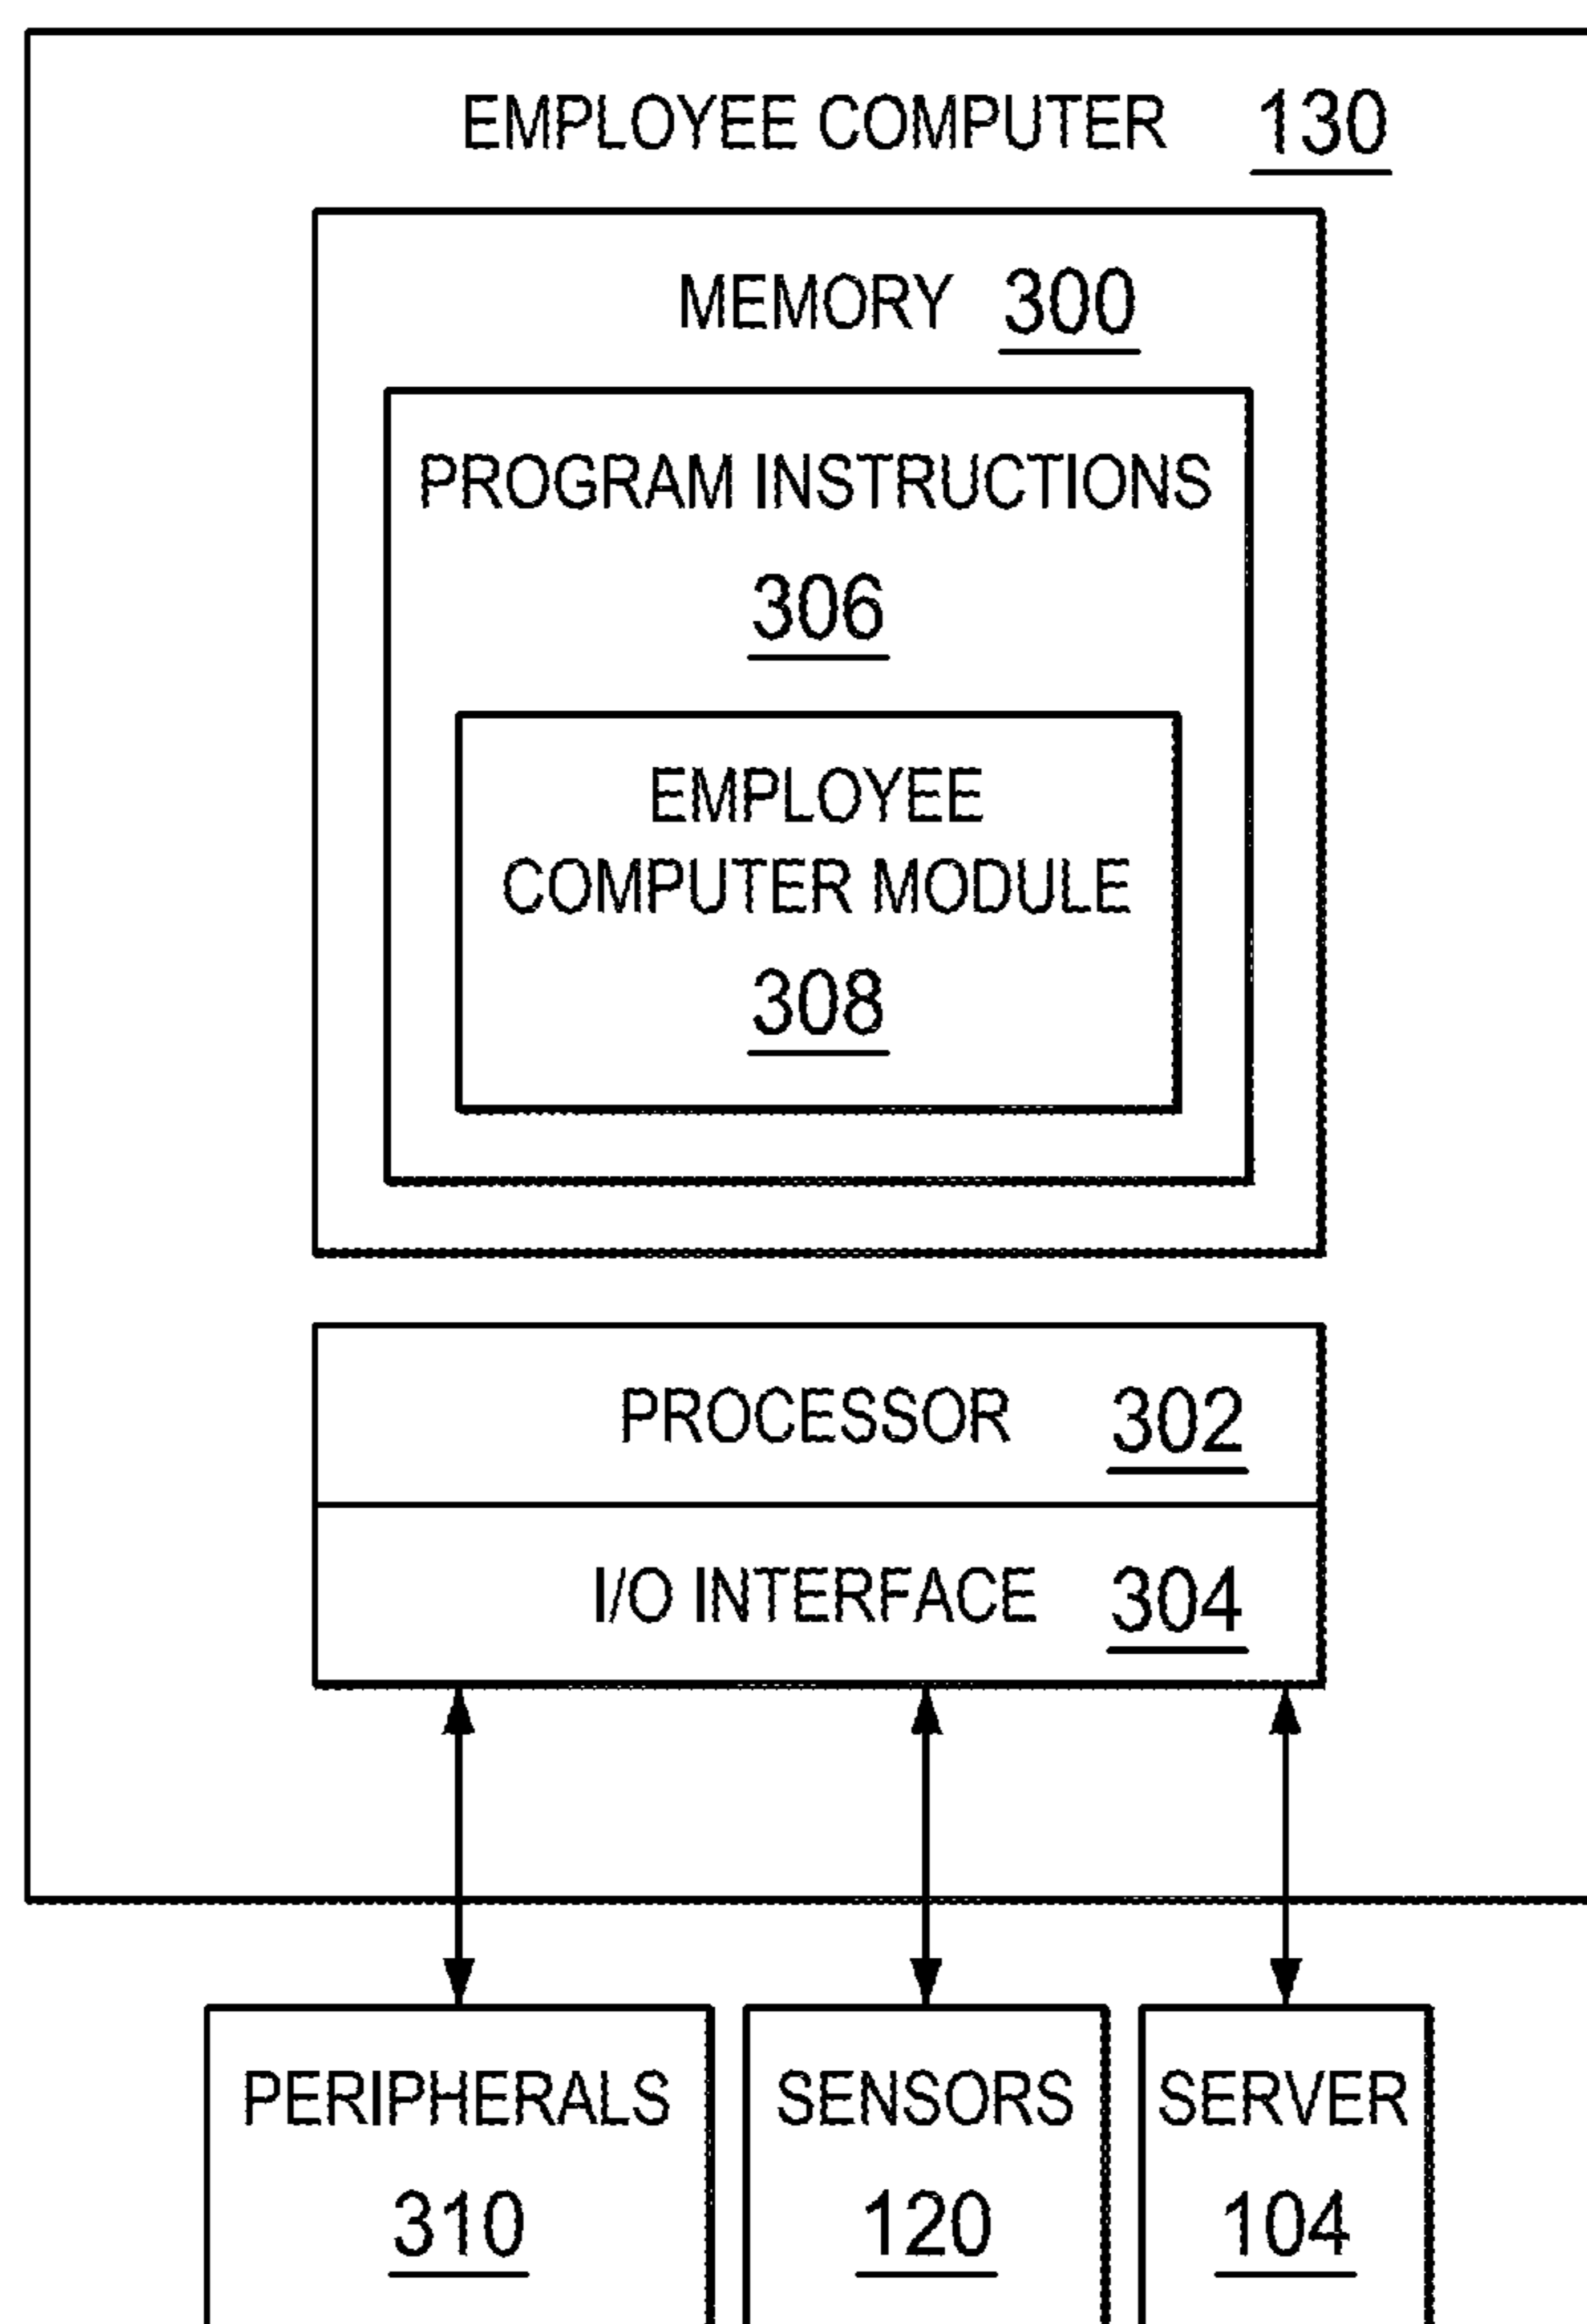 EMPLOYEE COMPUTER 130
MEMORY 300
PROGRAM INSTRUCTIONS
306
EMPLOYEE
COMPUTER MODULE
308
PROCESSOR 302
I/O INTERFACE 304
PERIPHERALS
310
SENSORS
120
SERVER
104